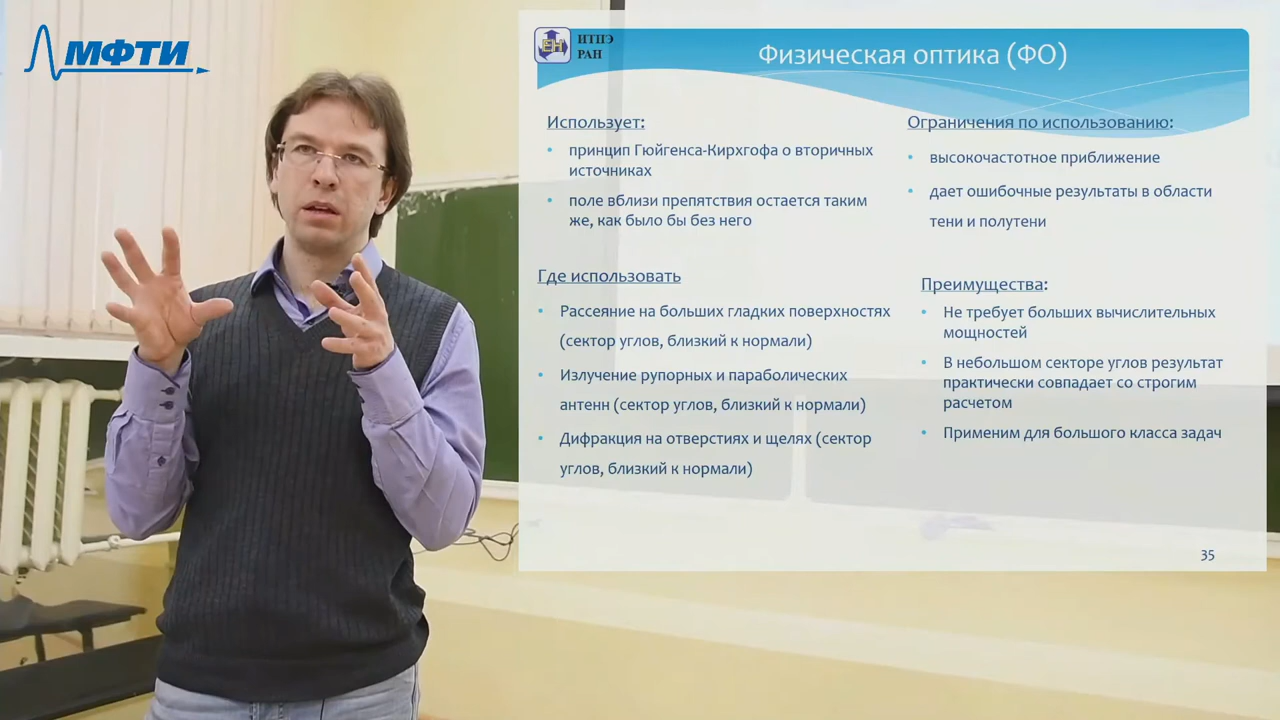 МФТИ
ИТПЭ
РАН
Физическая оптика (ФО)
Использует:
принцип Гюйгенса-Кирхгофа о вторичных
источниках
поле вблизи препятствия остается таким
же, как было бы без него
Ограничения по использованию:
высокочастотное приближение
дает ошибочные результаты в области
тени и полутени
Где использовать
Рассеяние на больших гладких поверхностях
(сектор углов, близкий к нормали)
Излучение рупорных и параболических
антенн (сектор углов, близкий к нормали)
Дифракция на отверстиях и щелях (сектор
углов, близкий к нормали)
Преимущества:
Не требует больших вычислительных
мощностей
В небольшом секторе углов результат
практически совпадает со строгим
расчетом
Применим для большого класса задач
35